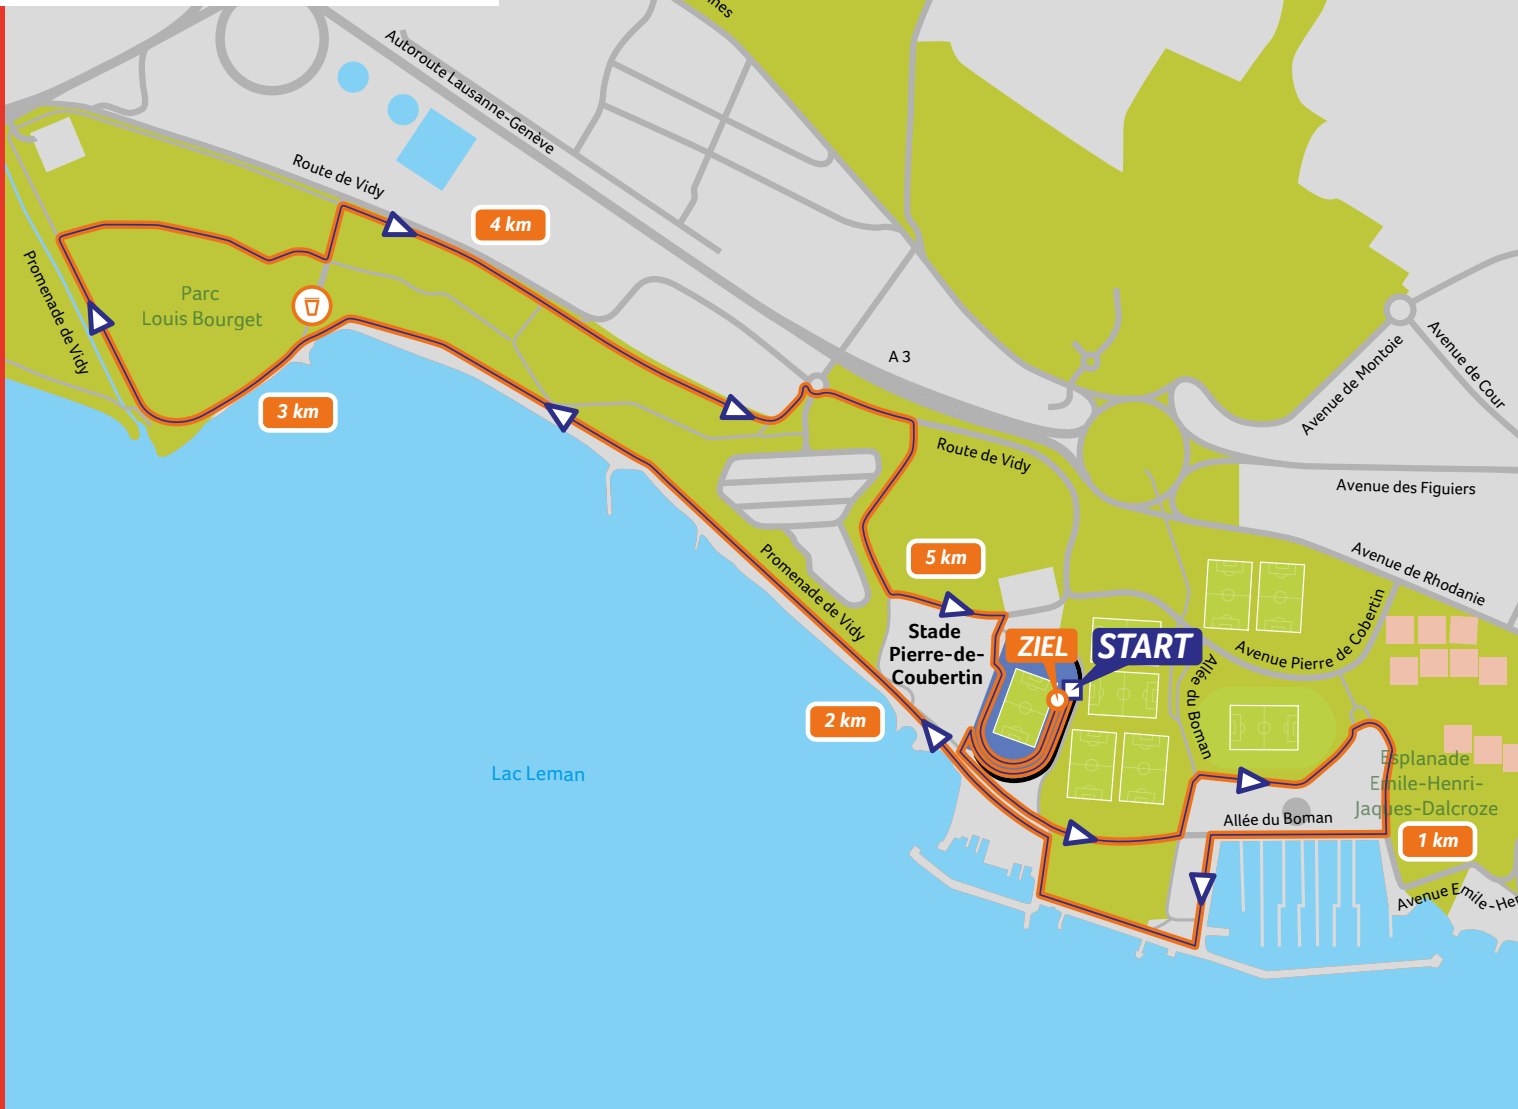 Autoroute Lausanne-Genève
Route de Vidy
4 km
Promenade de Vidy
Parc
Louis Bourget
3 km
A 3
Avenue de Montoie
Avenue de Cour
Route de Vidy
Avenue des Figuiers
Avenue de Rhodanie
5 km
Promenade de Vidy
Stade
Pierre-de-
Coubertin
ZIEL
START
Avenue Pierre de Cobertin
Allée du Boman
2 km
Lac Leman
Esplanade
Emile-Henri-
Jaques-Dalcroze
Allée du Boman
1 km
Avenue Emile-Her